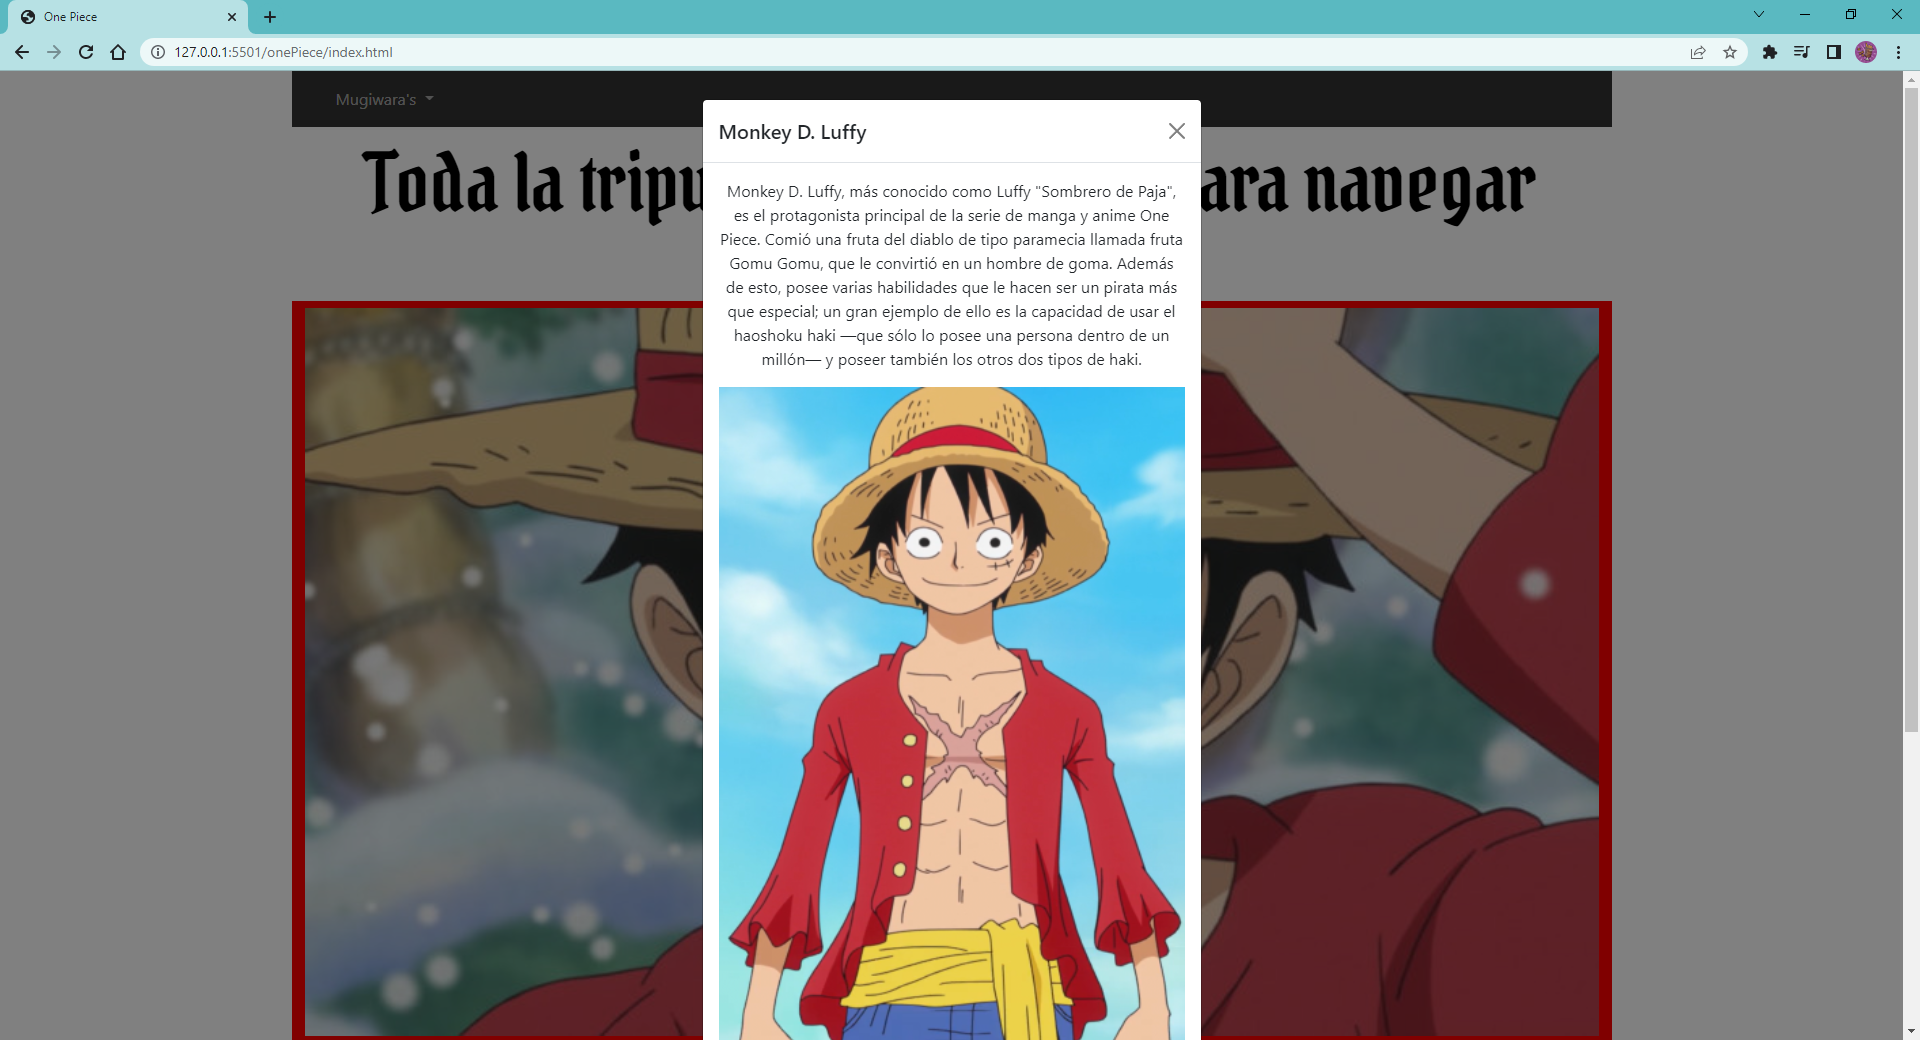 One Piece
127.0.0.1:5501/onePiece/index.html
Mugiwara's
Toda la navegar
Monkey D. Luffy
Monkey D. Luffy, más conocido como Luffy "Sombrero de Paja",
es el protagonista principal de la serie de manga y anime One
Piece. Comió una fruta del diablo de tipo paramecia llamada fruta
Gomu Gomu, que le convirtió en un hombre de goma. Además
de esto, posee varias habilidades que le hacen ser un pirata más
que especial; un gran ejemplo de ello es la capacidad de usar el
haoshoku haki —que sólo lo posee una persona dentro de un
millón— y poseer también los otros dos tipos de haki.